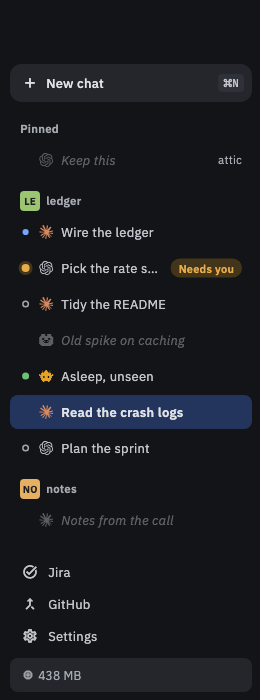 New chat ⌘N
Pinned
Keep this attic
LE ledger
Wire the ledger
Pick the rate s... Needs you
Tidy the README
Old spike on caching
Asleep, unseen
Read the crash logs
Plan the sprint
NO notes
Notes from the call
Jira
GitHub
Settings
438 MB